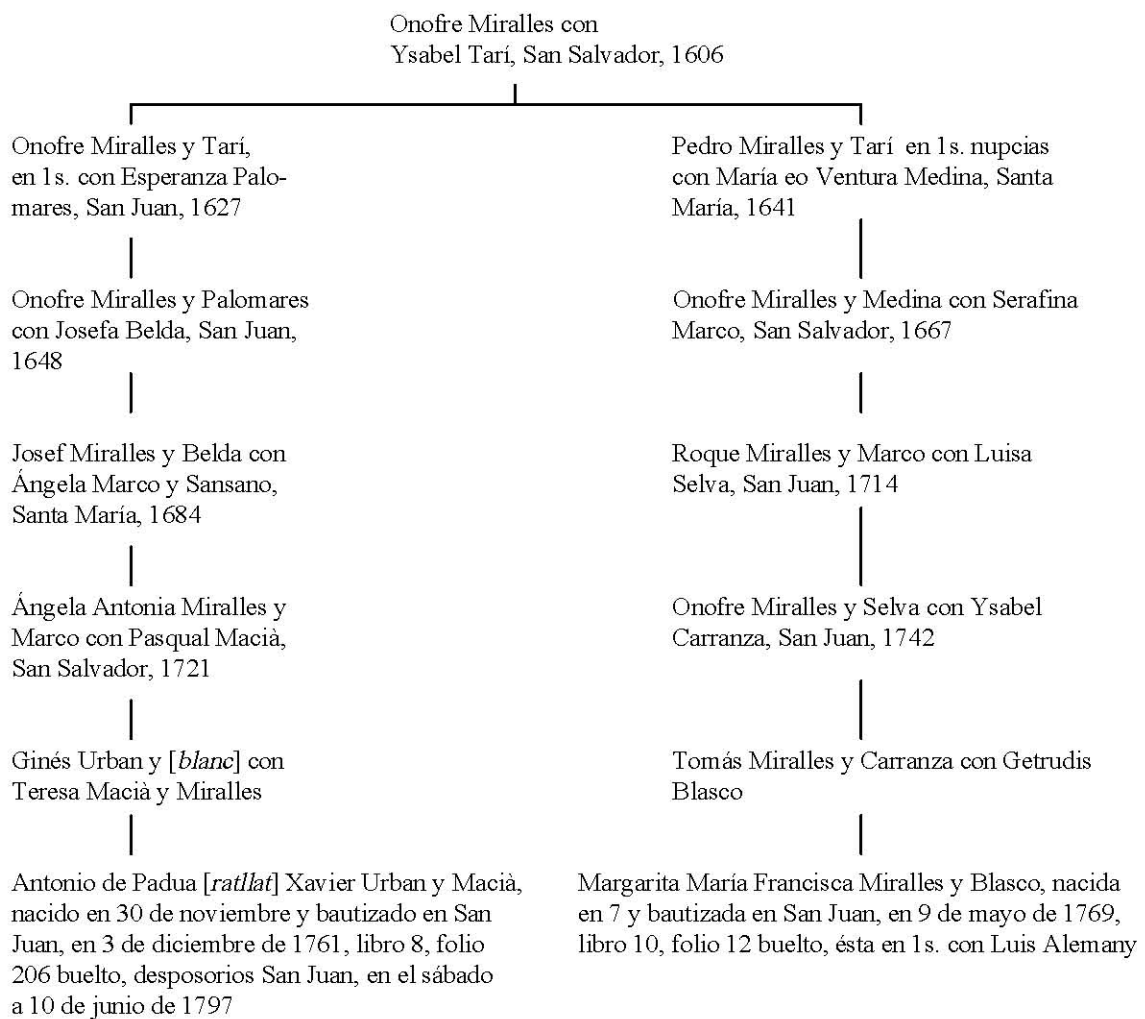 Onofre Miralles con
Ysabel Tarí, San Salvador, 1606
Onofre Miralles y Tarí,
en 1s. con Esperanza Palo-
mares, San Juan, 1627
Pedro Miralles y Tarí en 1s. nupcias
con María eo Ventura Medina, Santa
María, 1641
Onofre Miralles y Palomares
con Josefa Belda, San Juan,
1648
Onofre Miralles y Medina con Serafina
Marco, San Salvador, 1667
Josef Miralles y Belda con
Ángela Marco y Sansano,
Santa María, 1684
Roque Miralles y Marco con Luisa
Selva, San Juan, 1714
Ángela Antonia Miralles y
Marco con Pasqual Macià,
San Salvador, 1721
Onofre Miralles y Selva con Ysabel
Carranza, San Juan, 1742
Ginés Urban y [blanc] con
Teresa Macià y Miralles
Tomás Miralles y Carranza con Getrudis
Blasco
Antonio de Padua [ratllat] Xavier Urban y Macià,
nacido en 30 de noviembre y bautizado en San
Juan, en 3 de diciembre de 1761, libro 8, folio
206 buelto, desposorios San Juan, en el sábado
a 10 de junio de 1797
Margarita María Francisca Miralles y Blasco, nacida
en 7 y bautizada en San Juan, en 9 de mayo de 1769,
libro 10, folio 12 buelto, ésta en 1s. con Luis Alemany